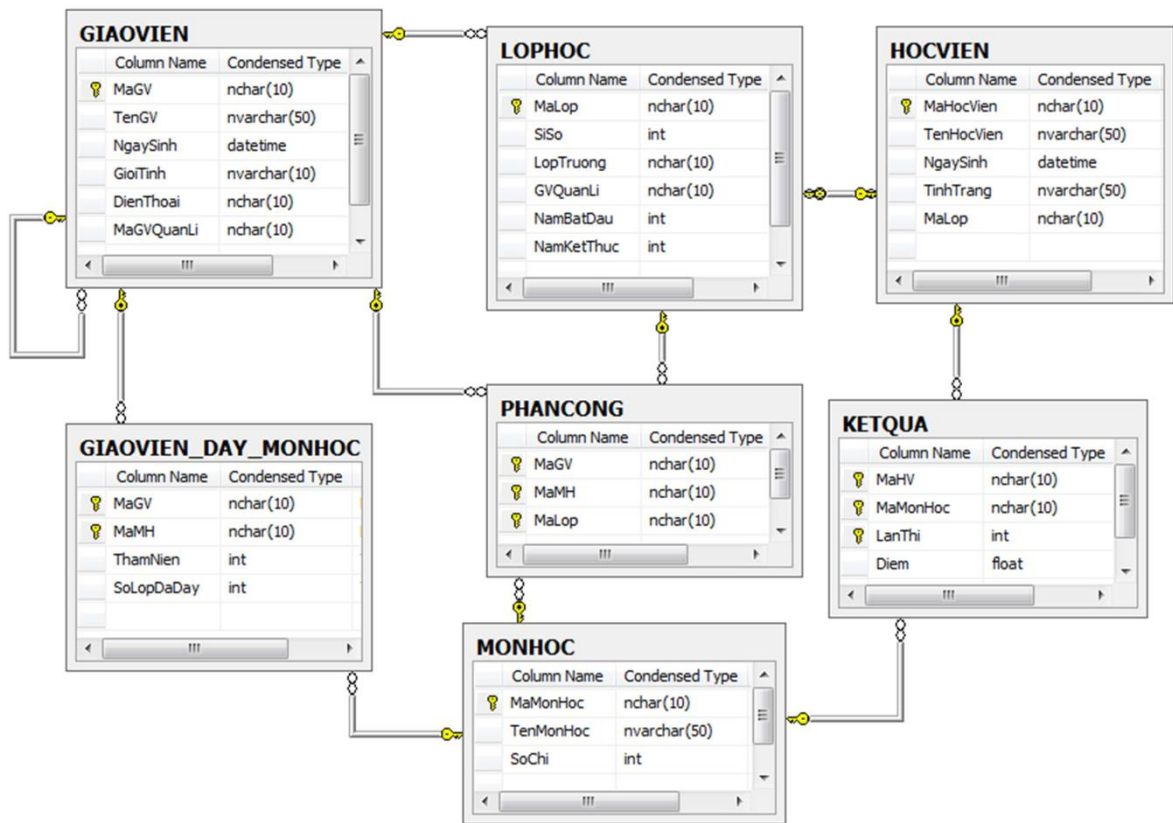 GIAOVIEN
Column Name Condensed Type
MaGV nchar(10)
TenGV nvarchar(50)
NgaySinh datetime
GioiTinh nvarchar(10)
DienThoai nchar(10)
MaGVQuanLi nchar(10)
LOPHOC
Column Name Condensed Type
MaLop nchar(10)
SiSo int
LopTruong nchar(10)
GVQuanLi nchar(10)
NamBatDau int
NamKetThuc int
HOCVIEN
Column Name Condensed Type
MaHocVien nchar(10)
TenHocVien nvarchar(50)
NgaySinh datetime
TinhTrang nvarchar(50)
MaLop nchar(10)
GIAOVIEN_DAY_MONHOC
Column Name Condensed Type
MaGV nchar(10)
MaMH nchar(10)
ThamNien int
SoLopDaDay int
PHANCONG
Column Name Condensed Type
MaGV nchar(10)
MaMH nchar(10)
MaLop nchar(10)
KETQUA
Column Name Condensed Type
MaHV nchar(10)
MaMonHoc nchar(10)
LanThi int
Diem float
MONHOC
Column Name Condensed Type
MaMonHoc nchar(10)
TenMonHoc nvarchar(50)
SoChi int